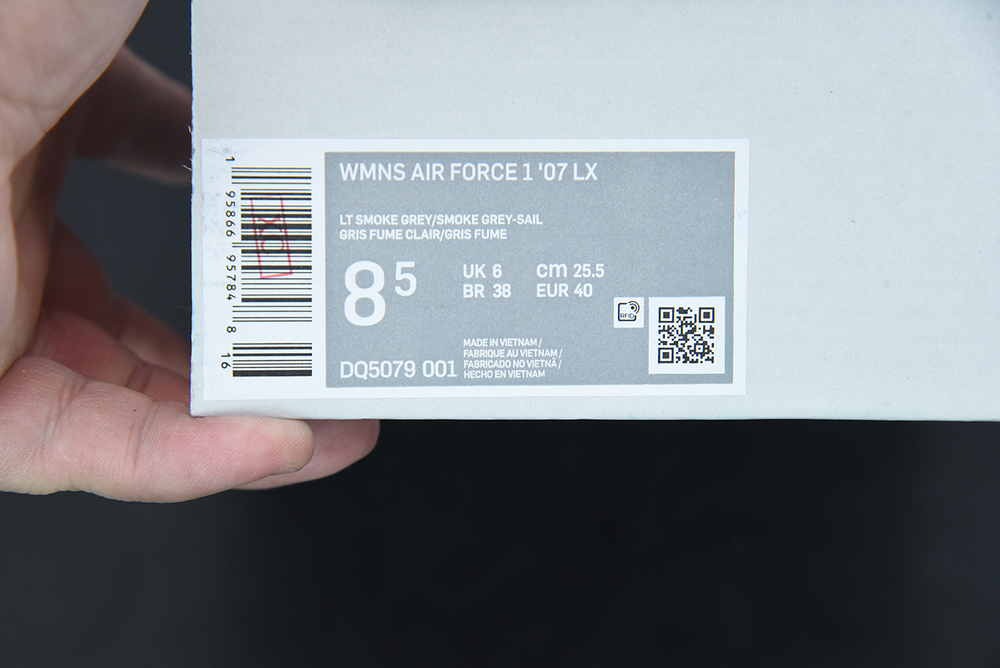 1 95866 95784 8 16
XC
WMNS AIR FORCE 1 '07 LX
LT SMOKE GREY/SMOKE GREY-SAIL
GRIS FUME CLAIR/GRIS FUME
8 5
UK 6 cm 25.5
BR 38 EUR 40
RFID
DQ5079 001
MADE IN VIETNAM /
FABRIQUE AU VIETNAM /
FABRICADO NO VIETNÃ /
HECHO EN VIETNAM